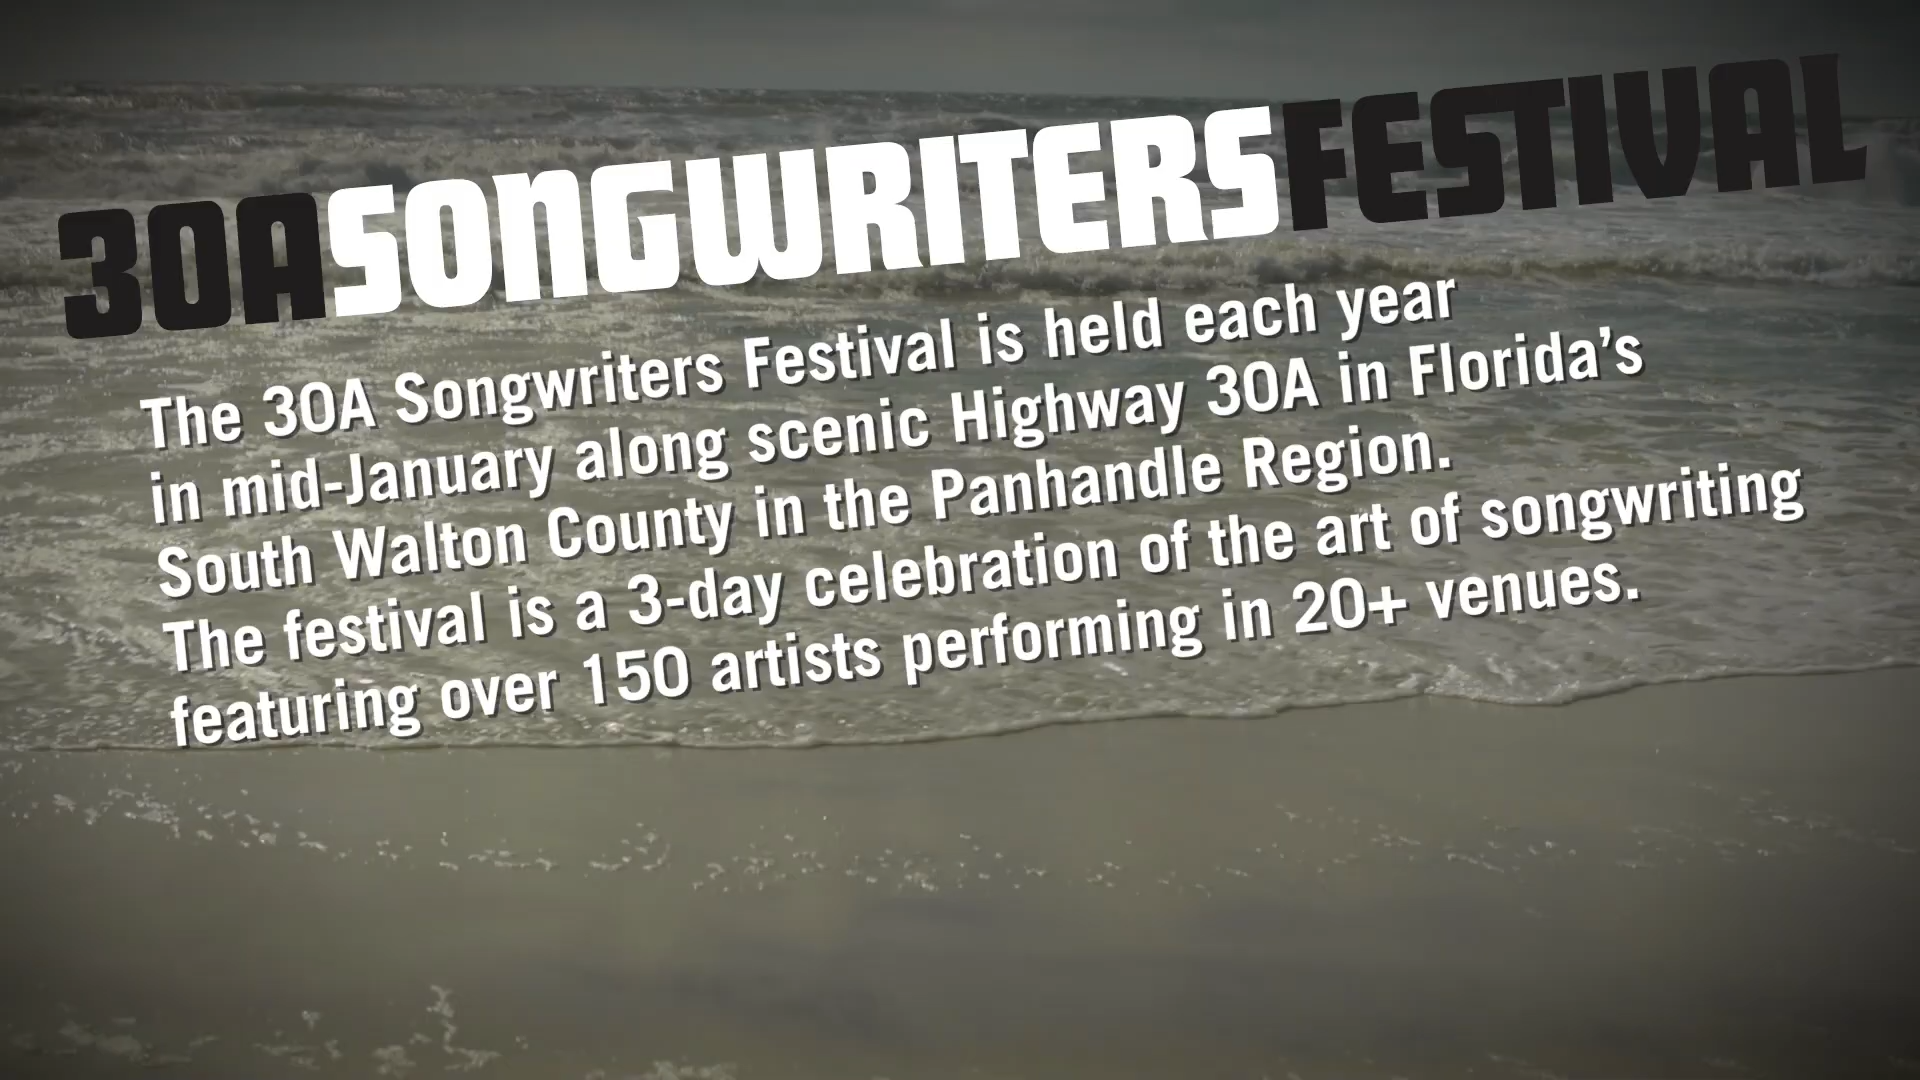 30ASONGWRITERSFESTIVAL
The 30A Songwriters Festival is held each year
in mid-January along scenic Highway 30A in Florida’s
South Walton County in the Panhandle Region.
The festival is a 3-day celebration of the art of songwriting
featuring over 150 artists performing in 20+ venues.